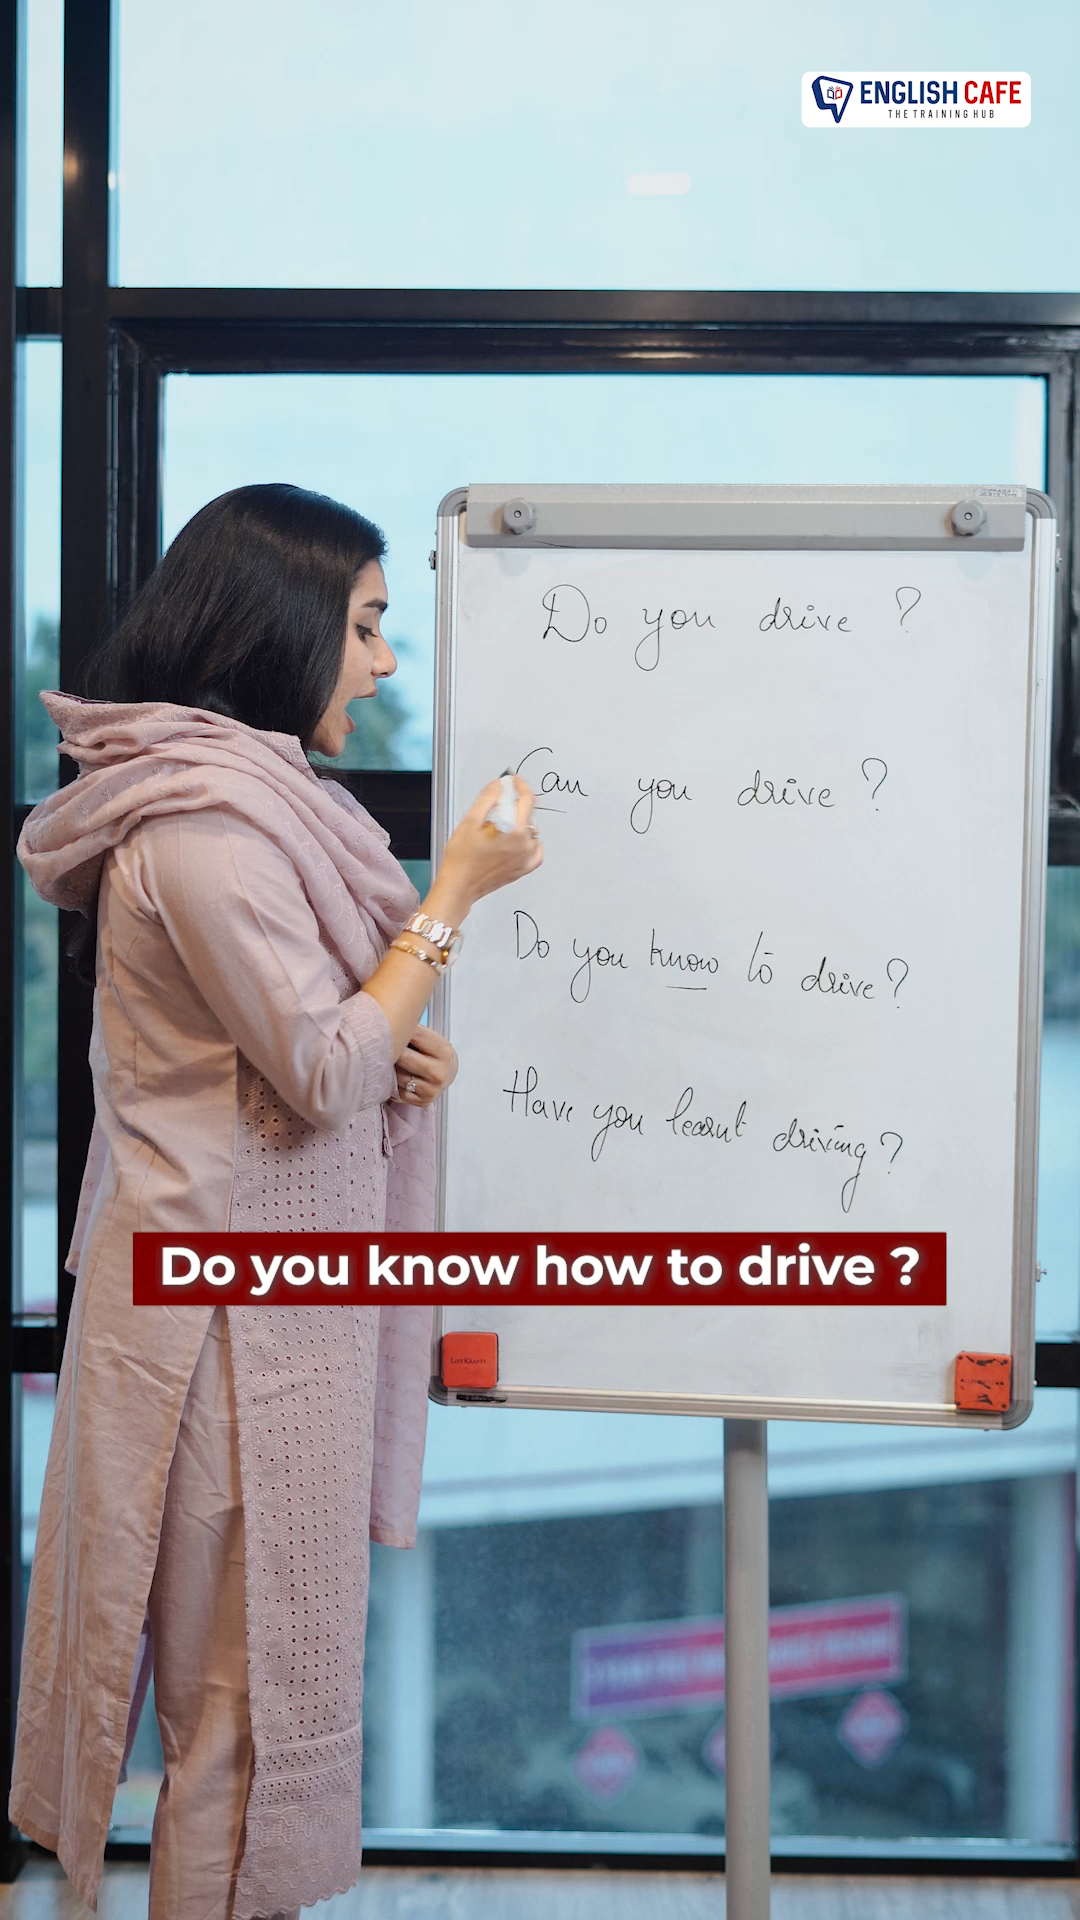 ENGLISH CAFE
THE TRAINING HUB
Do you drive ?
Can you drive ?
Do you know to drive ?
Have you learnt driving ?
Do you know how to drive ?
LIFEKRAFTS